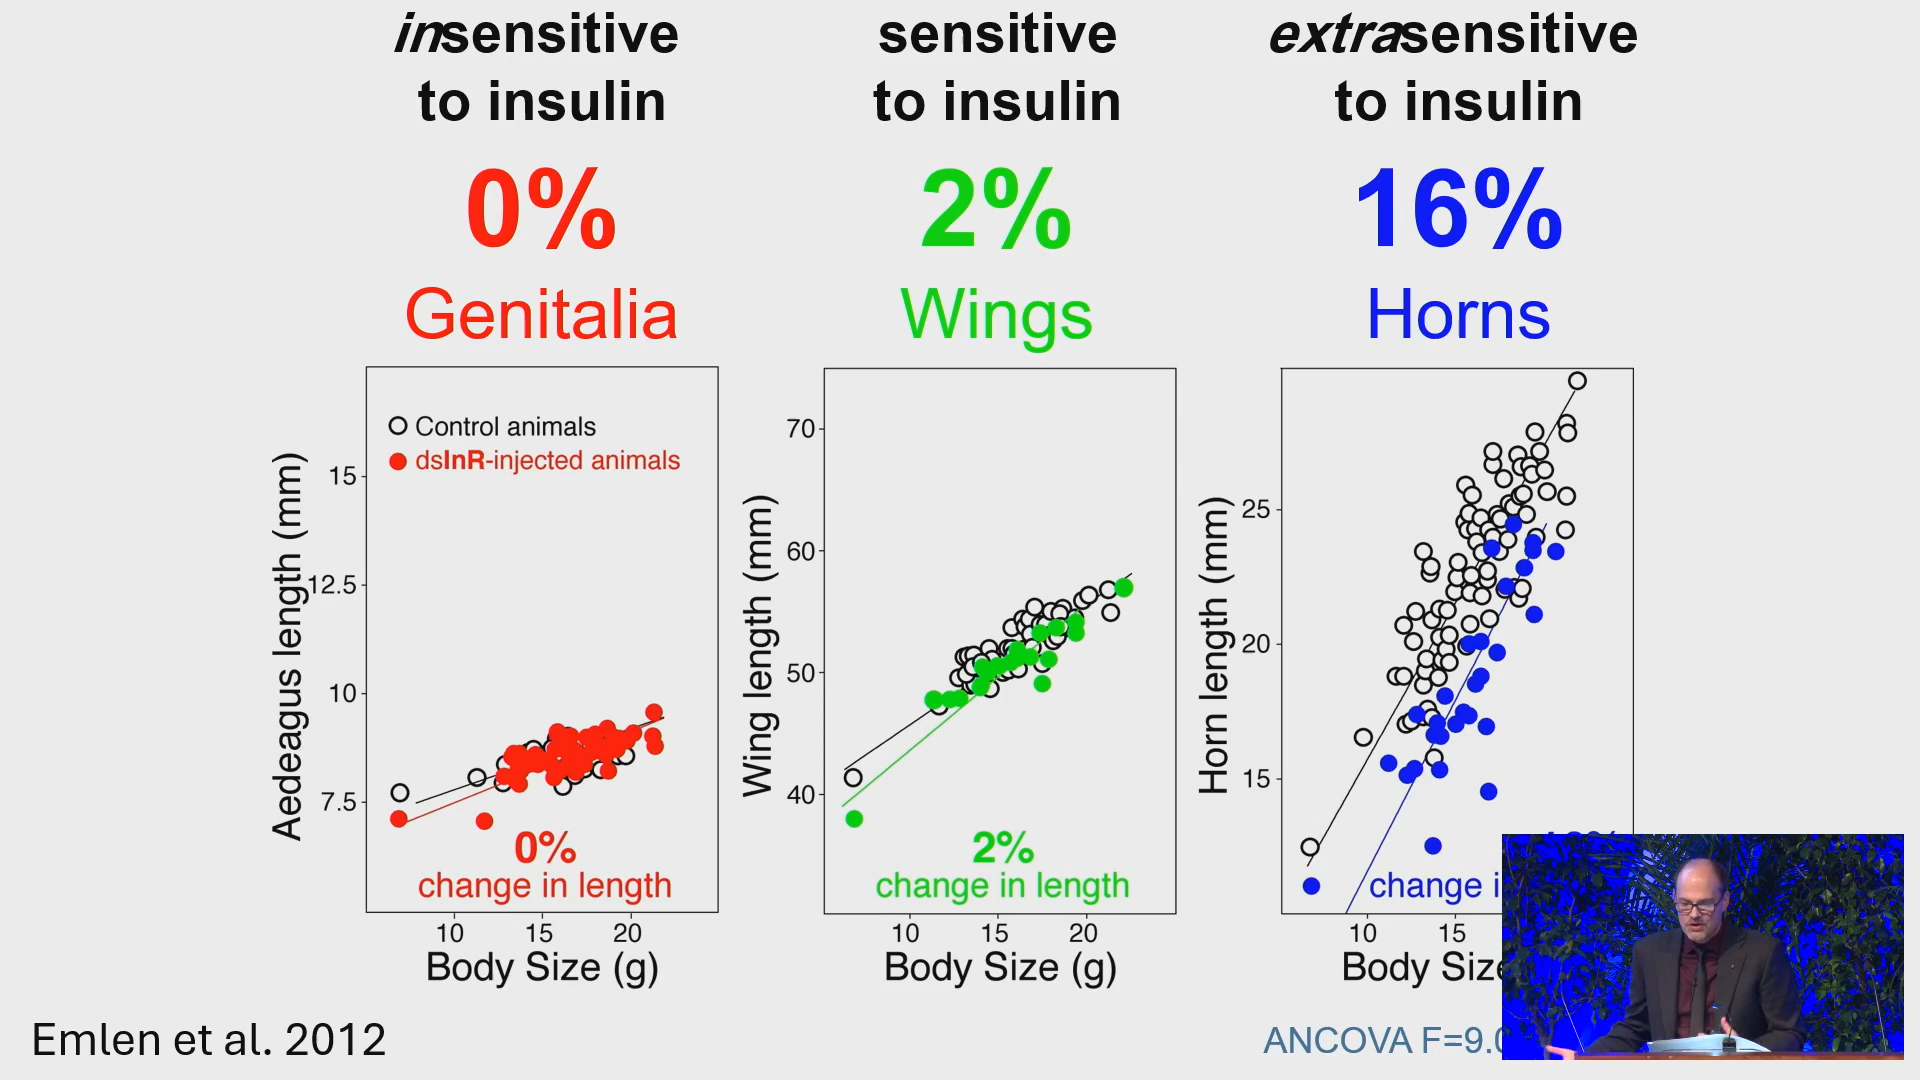 insensitive
to insulin
0%
Genitalia
sensitive
to insulin
2%
Wings
extrasensitive
to insulin
16%
Horns
Control animals
dsInR-injected animals
Aedeagus length (mm)
15
12.5
10
7.5
0%
change in length
10 15 20
Body Size (g)
Wing length (mm)
70
60
50
40
2%
change in length
10 15 20
Body Size (g)
Horn length (mm)
25
20
15
change
10 15
Body
Emlen et al. 2012
ANCOVA